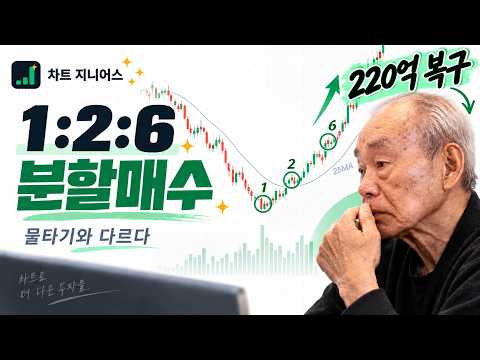 차트 지니어스
220억 복구
1:2:6
분할매수
물타기와 다르다
1
2
6
25MA
차트로
더 나은 투자를.